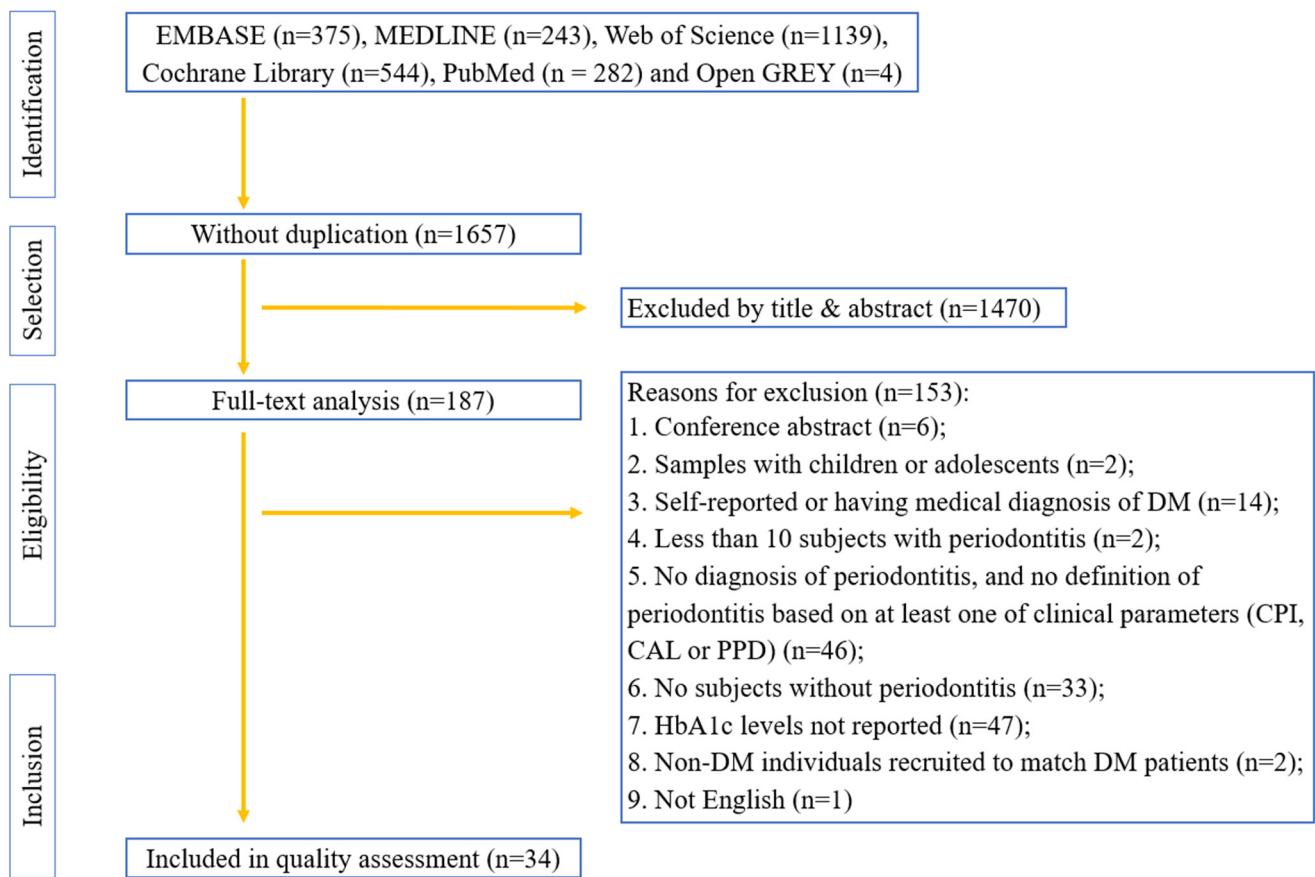 Identification
EMBASE (n=375), MEDLINE (n=243), Web of Science (n=1139),
Cochrane Library (n=544), PubMed (n = 282) and Open GREY (n=4)
Selection
Without duplication (n=1657)
Excluded by title & abstract (n=1470)
Eligibility
Full-text analysis (n=187)
Reasons for exclusion (n=153):
1. Conference abstract (n=6);
2. Samples with children or adolescents (n=2);
3. Self-reported or having medical diagnosis of DM (n=14);
4. Less than 10 subjects with periodontitis (n=2);
5. No diagnosis of periodontitis, and no definition of
periodontitis based on at least one of clinical parameters (CPI,
CAL or PPD) (n=46);
6. No subjects without periodontitis (n=33);
7. HbA1c levels not reported (n=47);
8. Non-DM individuals recruited to match DM patients (n=2);
9. Not English (n=1)
Inclusion
Included in quality assessment (n=34)